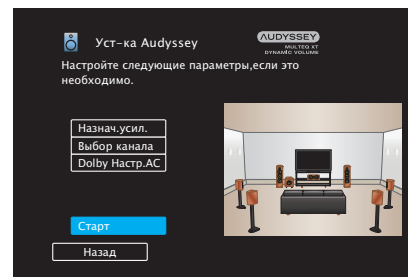 Уст-ка Audyssey
AUDYSSEY
MULTEQ XT
DYNAMIC VOLUME
Настройте следующие параметры,если это
необходимо.
Назнач.усил.
Выбор канала
Dolby Настр.АС
Старт
Назад